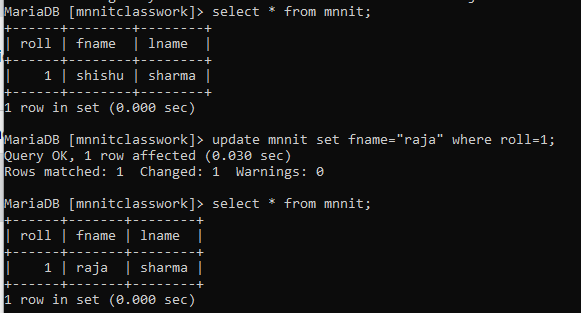 MariaDB [mnnitclasswork]> select * from mnnit;
+------+--------+--------+
| roll | fname  | lname  |
+------+--------+--------+
|    1 | shishu | sharma |
+------+--------+--------+
1 row in set (0.000 sec)
MariaDB [mnnitclasswork]> update mnnit set fname="raja" where roll=1;
Query OK, 1 row affected (0.030 sec)
Rows matched: 1  Changed: 1  Warnings: 0
MariaDB [mnnitclasswork]> select * from mnnit;
+------+-------+--------+
| roll | fname | lname  |
+------+-------+--------+
|    1 | raja  | sharma |
+------+-------+--------+
1 row in set (0.000 sec)